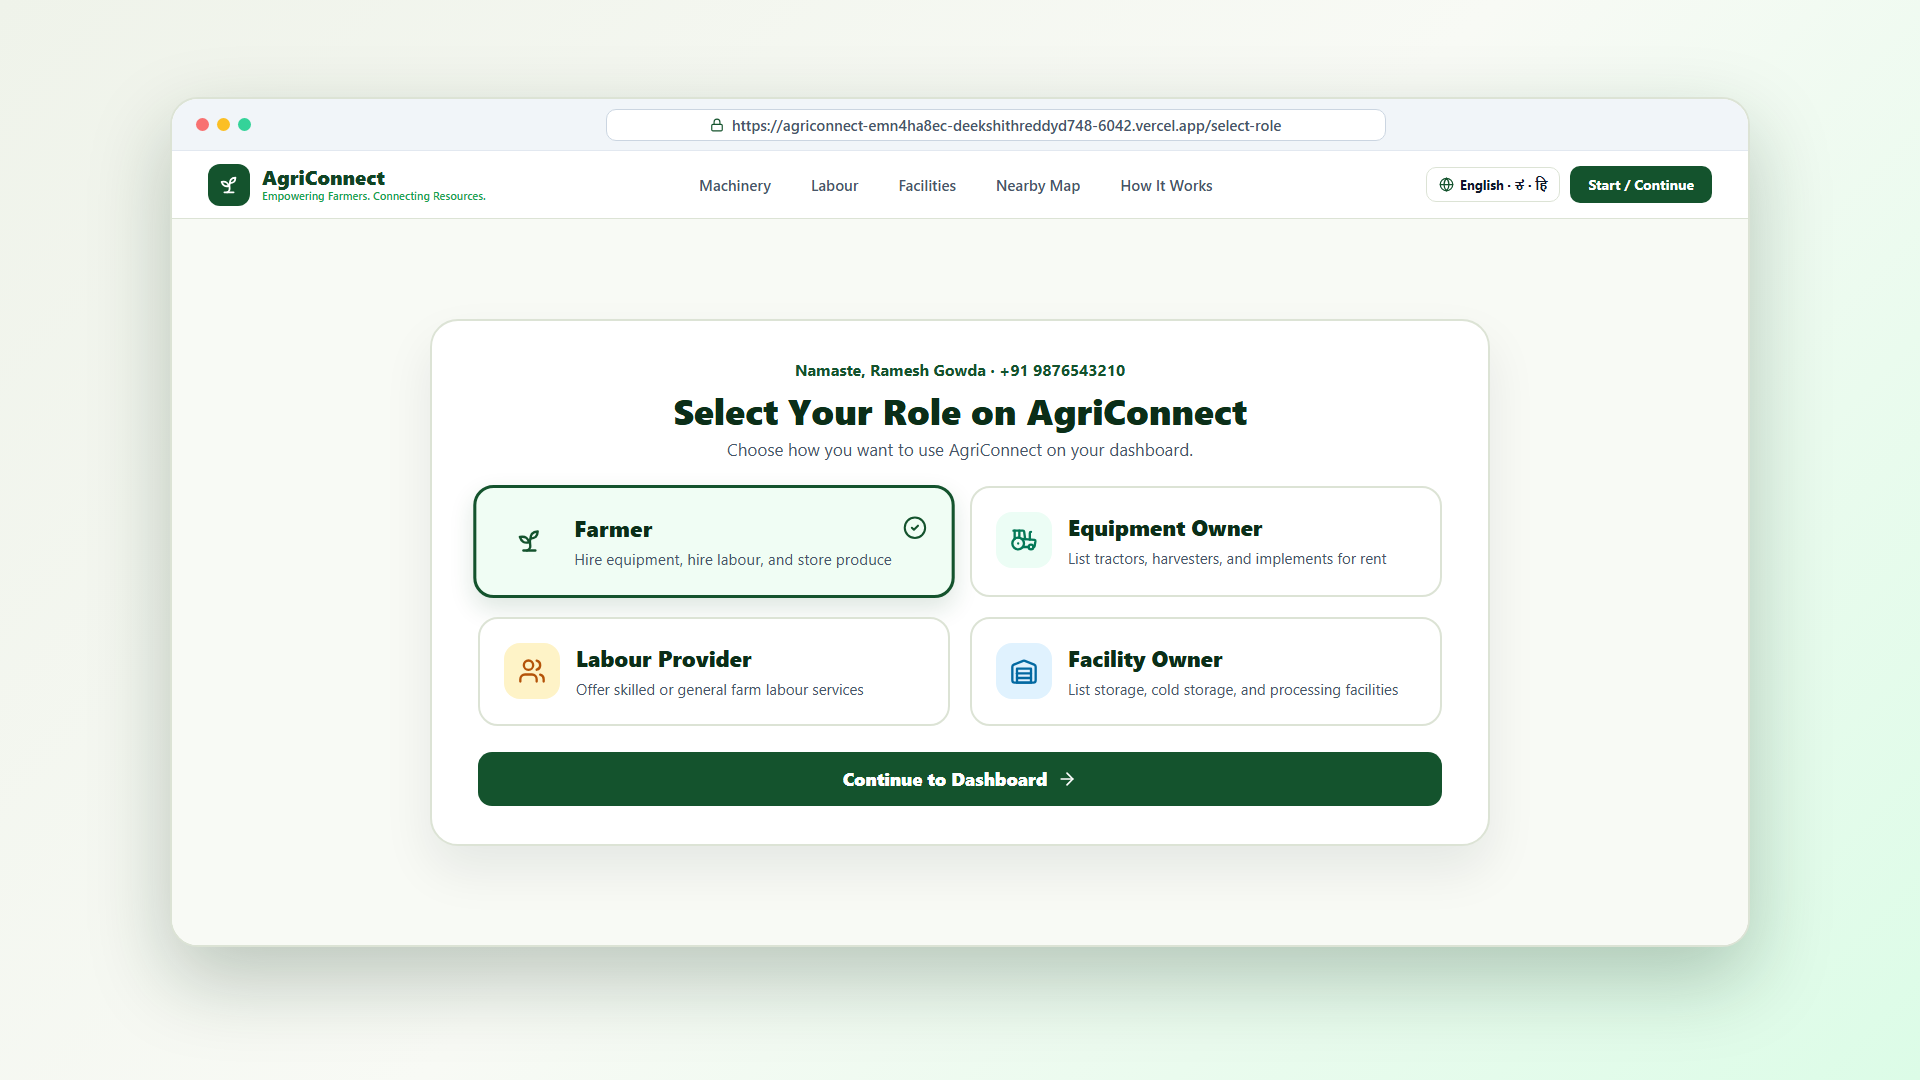 https://agriconnect-emn4ha8ec-deekshithreddyd748-6042.vercel.app/select-role
AgriConnect
Empowering Farmers. Connecting Resources.
Machinery
Labour
Facilities
Nearby Map
How It Works
English · ಕ · हि
Start / Continue
Namaste, Ramesh Gowda · +91 9876543210
Select Your Role on AgriConnect
Choose how you want to use AgriConnect on your dashboard.
Farmer
Hire equipment, hire labour, and store produce
Equipment Owner
List tractors, harvesters, and implements for rent
Labour Provider
Offer skilled or general farm labour services
Facility Owner
List storage, cold storage, and processing facilities
Continue to Dashboard →